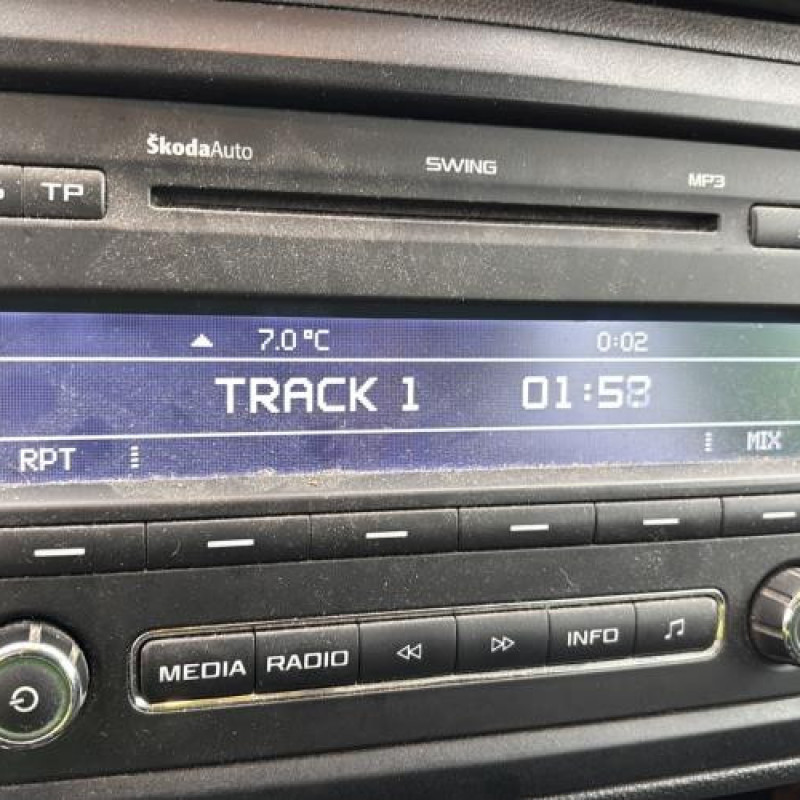 ŠkodaAuto
SWING
MP3
TP
7.0 °C 0:02
TRACK 1 01:58
RPT MIX
MEDIA RADIO INFO